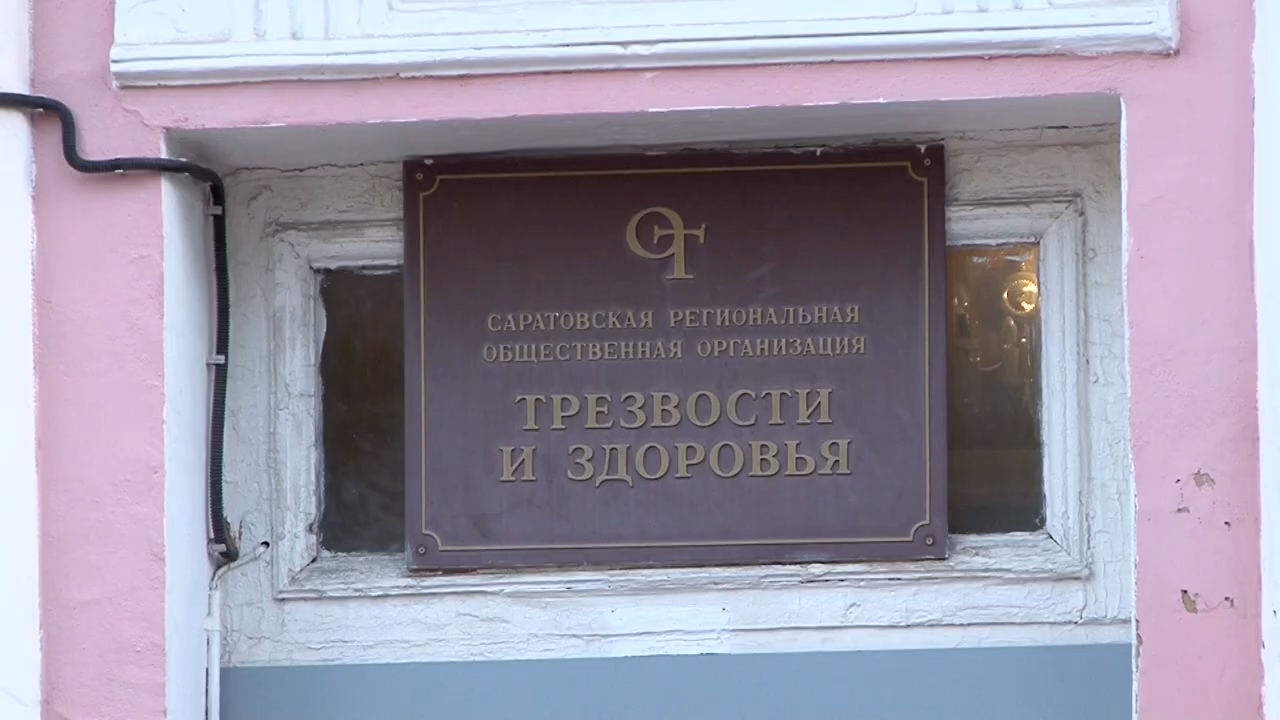 ОТ
САРАТОВСКАЯ РЕГИОНАЛЬНАЯ
ОБЩЕСТВЕННАЯ ОРГАНИЗАЦИЯ
ТРЕЗВОСТИ
И ЗДОРОВЬЯ